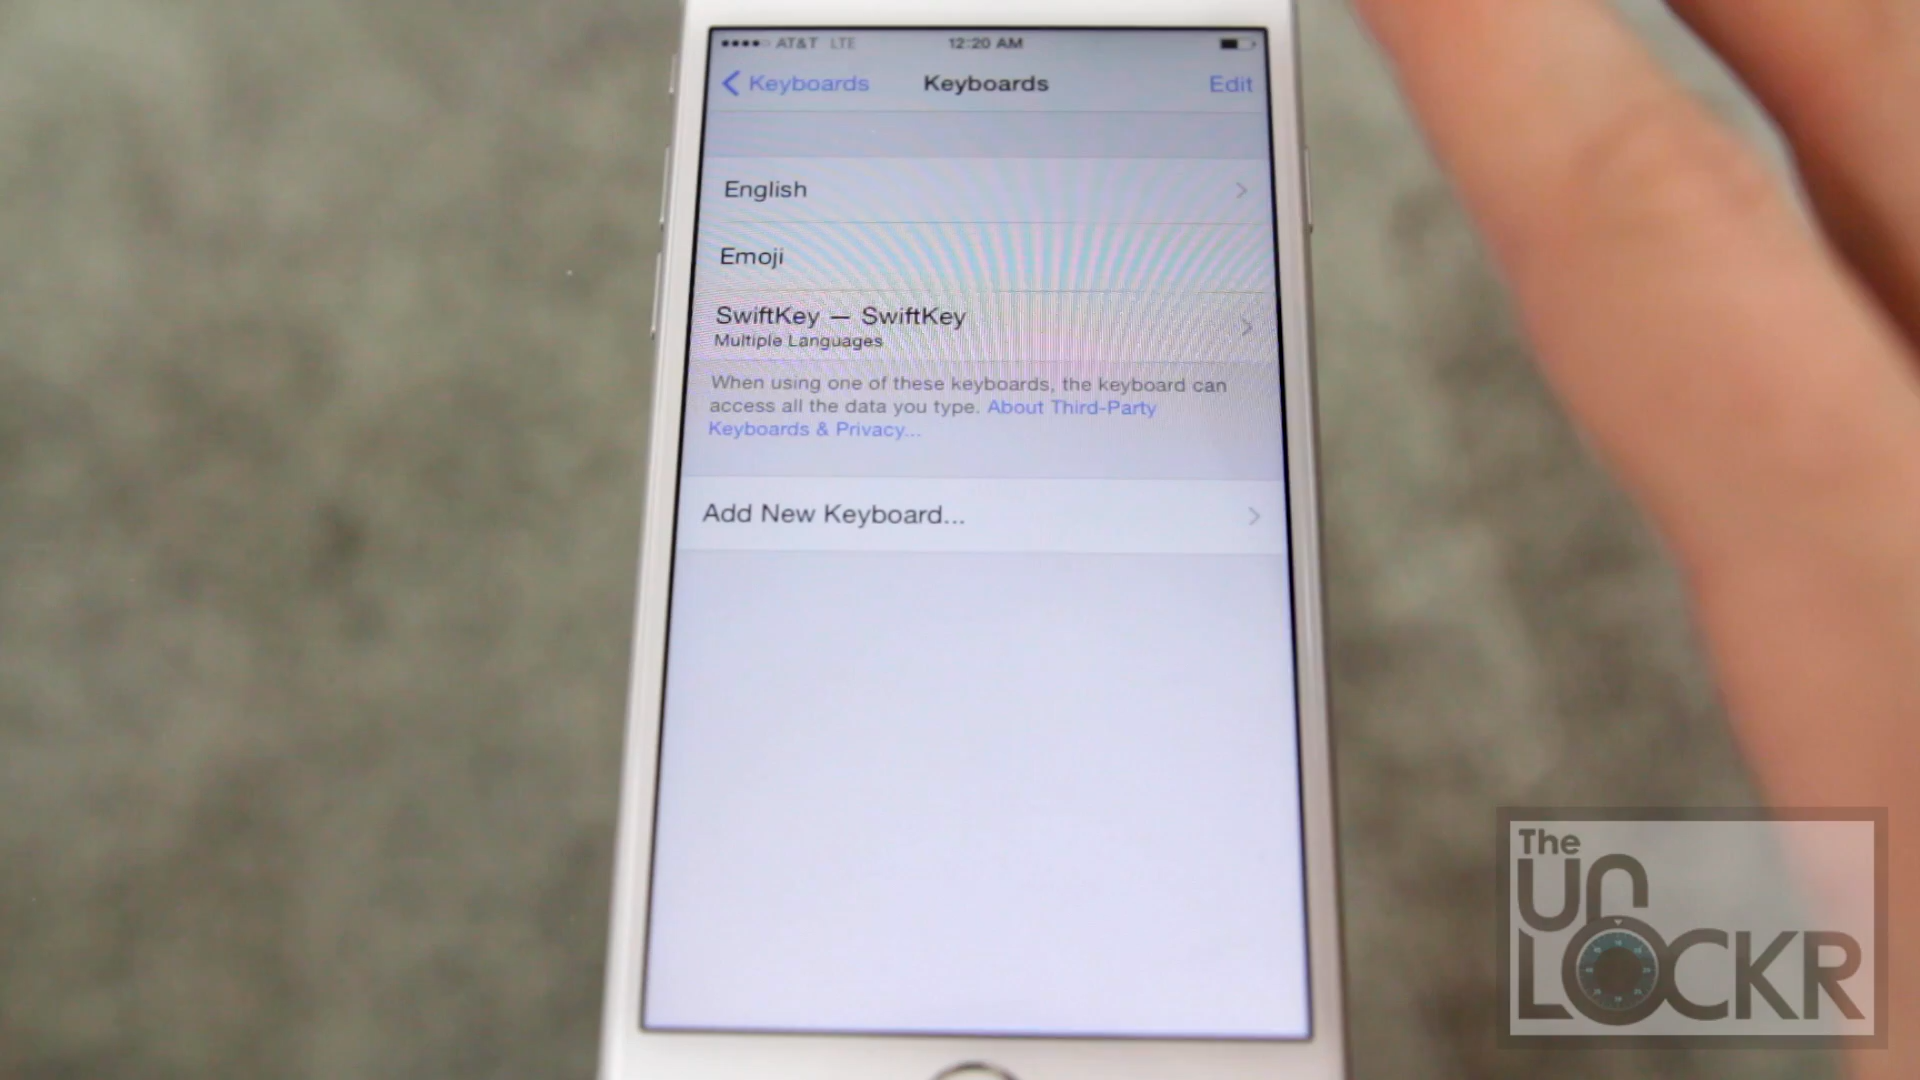 AT&T LTE 12:20 AM
Keyboards Keyboards Edit
English
Emoji
SwiftKey — SwiftKey
Multiple Languages
When using one of these keyboards, the keyboard can
access all the data you type. About Third-Party
Keyboards & Privacy...
Add New Keyboard...
The
Un
LOCKR